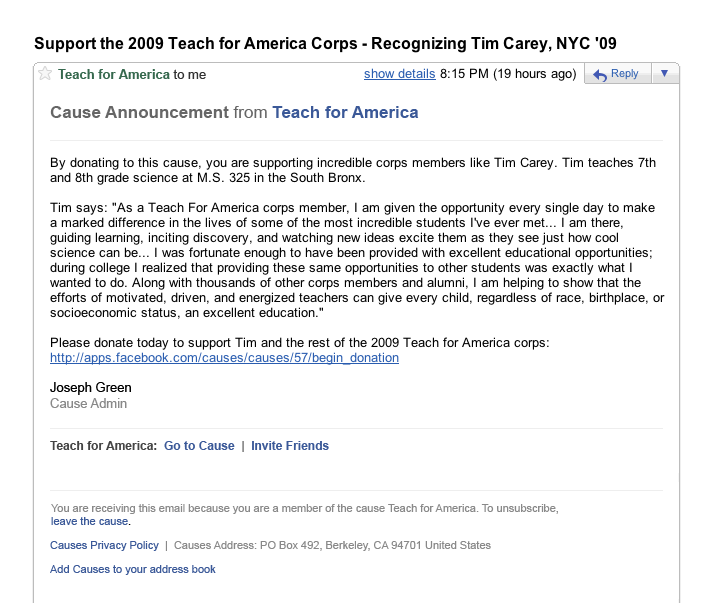 Support the 2009 Teach for America Corps - Recognizing Tim Carey, NYC '09
Teach for America to me show details 8:15 PM (19 hours ago) Reply
Cause Announcement from Teach for America
By donating to this cause, you are supporting incredible corps members like Tim Carey. Tim teaches 7th
and 8th grade science at M.S. 325 in the South Bronx.
Tim says: "As a Teach For America corps member, I am given the opportunity every single day to make
a marked difference in the lives of some of the most incredible students I've ever met... I am there,
guiding learning, inciting discovery, and watching new ideas excite them as they see just how cool
science can be... I was fortunate enough to have been provided with excellent educational opportunities;
during college I realized that providing these same opportunities to other students was exactly what I
wanted to do. Along with thousands of other corps members and alumni, I am helping to show that the
efforts of motivated, driven, and energized teachers can give every child, regardless of race, birthplace, or
socioeconomic status, an excellent education."
Please donate today to support Tim and the rest of the 2009 Teach for America corps:
http://apps.facebook.com/causes/causes/57/begin_donation
Joseph Green
Cause Admin
Teach for America: Go to Cause | Invite Friends
You are receiving this email because you are a member of the cause Teach for America. To unsubscribe,
leave the cause.
Causes Privacy Policy | Causes Address: PO Box 492, Berkeley, CA 94701 United States
Add Causes to your address book